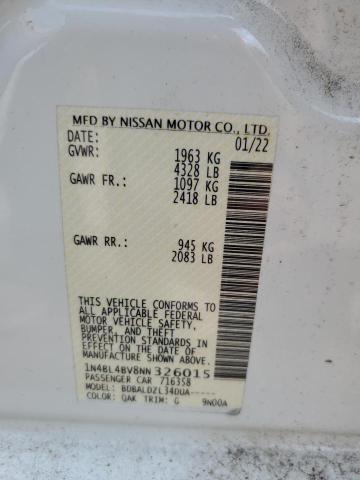 MFD BY NISSAN MOTOR CO., LTD.
DATE: 01/22
GVWR: 1963 KG
4328 LB
GAWR FR.: 1097 KG
2418 LB
GAWR RR.: 945 KG
2083 LB
THIS VEHICLE CONFORMS TO
ALL APPLICABLE FEDERAL
MOTOR VEHICLE SAFETY,
BUMPER, AND THEFT
PREVENTION STANDARDS IN
EFFECT ON THE DATE OF
MANUFACTURE SHOWN ABOVE.
1N4BL4BV8NN326015
PASSENGER CAR 716358
MODEL: BDBALDZL34DUA-----
COLOR: QAK TRIM: G 9N00A